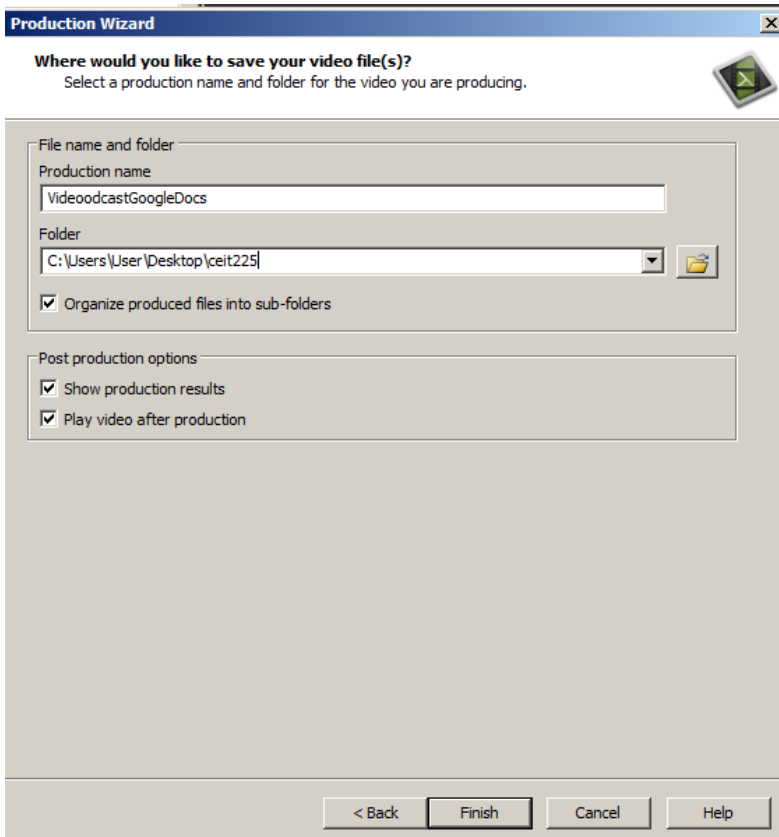 Production Wizard
Where would you like to save your video file(s)?
Select a production name and folder for the video you are producing.
File name and folder
Production name
VideoodcastGoogleDocs
Folder
C:\Users\User\Desktop\ceit225
Organize produced files into sub-folders
Post production options
Show production results
Play video after production
< Back Finish Cancel Help